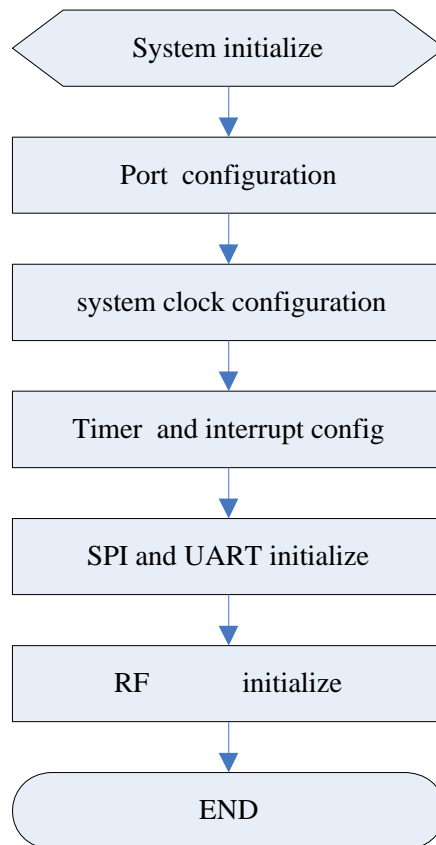 System initialize
Port configuration
system clock configuration
Timer and interrupt config
SPI and UART initialize
RF initialize
END